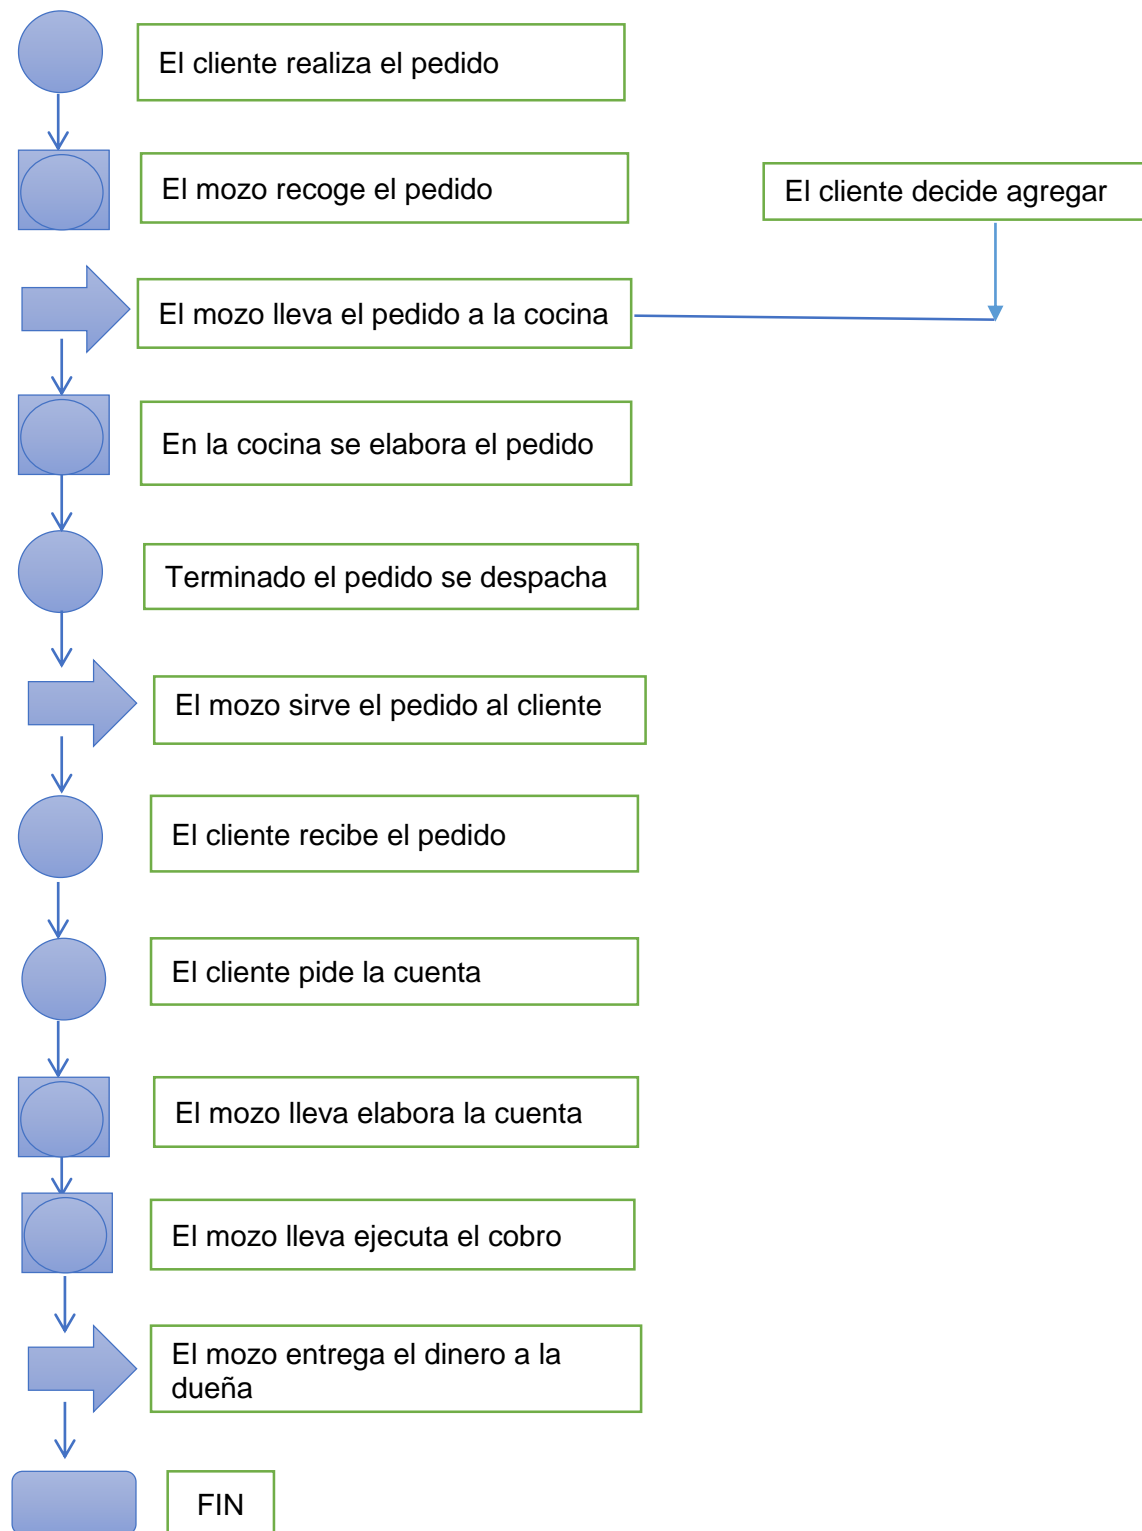 El cliente realiza el pedido
El mozo recoge el pedido
El cliente decide agregar
El mozo lleva el pedido a la cocina
En la cocina se elabora el pedido
Terminado el pedido se despacha
El mozo sirve el pedido al cliente
El cliente recibe el pedido
El cliente pide la cuenta
El mozo lleva elabora la cuenta
El mozo lleva ejecuta el cobro
El mozo entrega el dinero a la
dueña
FIN